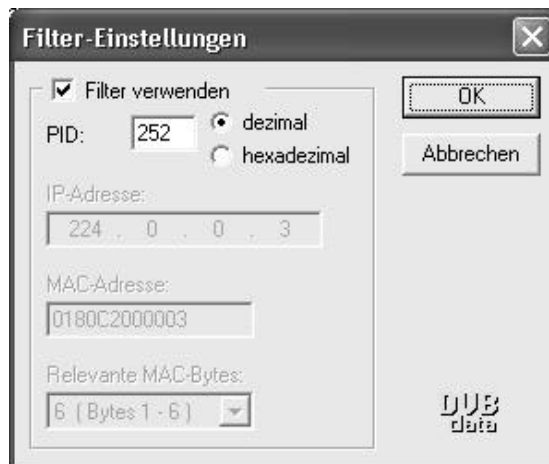 Filter-Einstellungen
Filter verwenden
PID: 252
dezimal
hexadezimal
IP-Adresse:
224 . 0 . 0 . 3
MAC-Adresse:
0180C2000003
Relevante MAC-Bytes:
6 ( Bytes 1 - 6 )
OK
Abbrechen
DVB
data